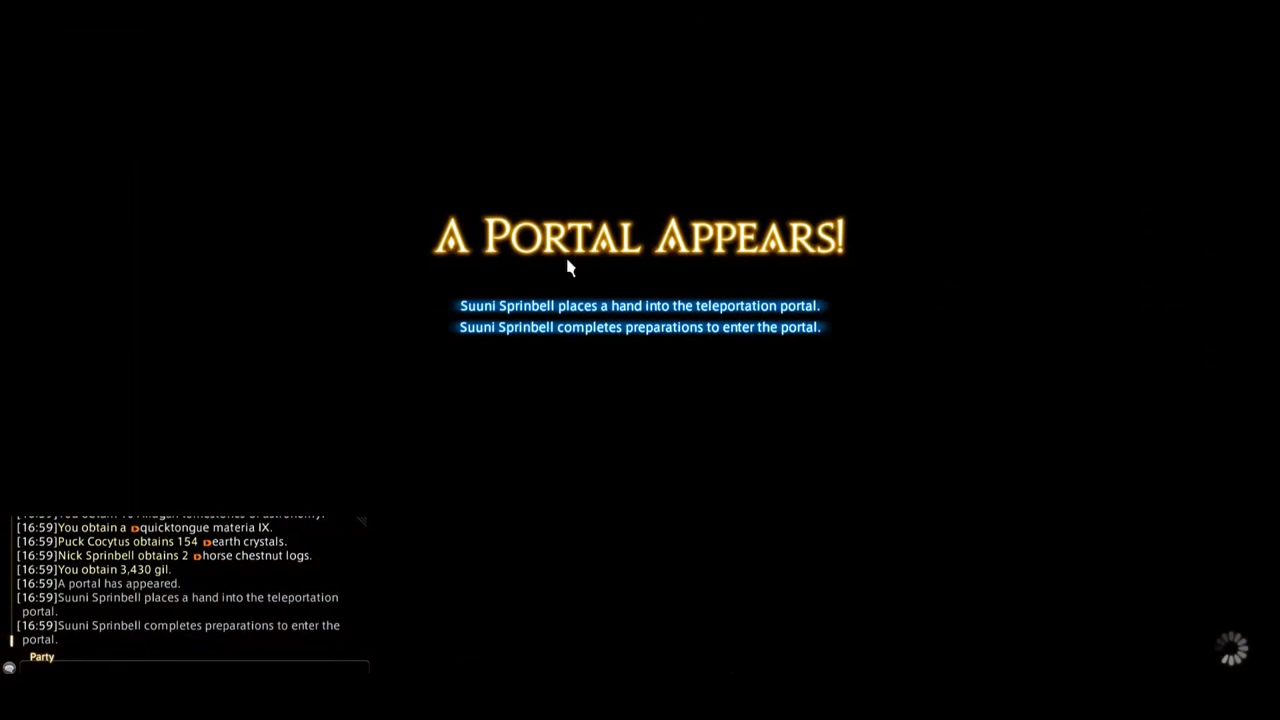 A PORTAL APPEARS!
Suuni Sprinbell places a hand into the teleportation portal.
Suuni Sprinbell completes preparations to enter the portal.
[16:59]You obtain a quicktongue materia IX.
[16:59]Puck Cocytus obtains 154 earth crystals.
[16:59]Nick Sprinbell obtains 2 horse chestnut logs.
[16:59]You obtain 3,430 gil.
[16:59]A portal has appeared.
[16:59]Suuni Sprinbell places a hand into the teleportation
portal.
[16:59]Suuni Sprinbell completes preparations to enter the
portal.
Party